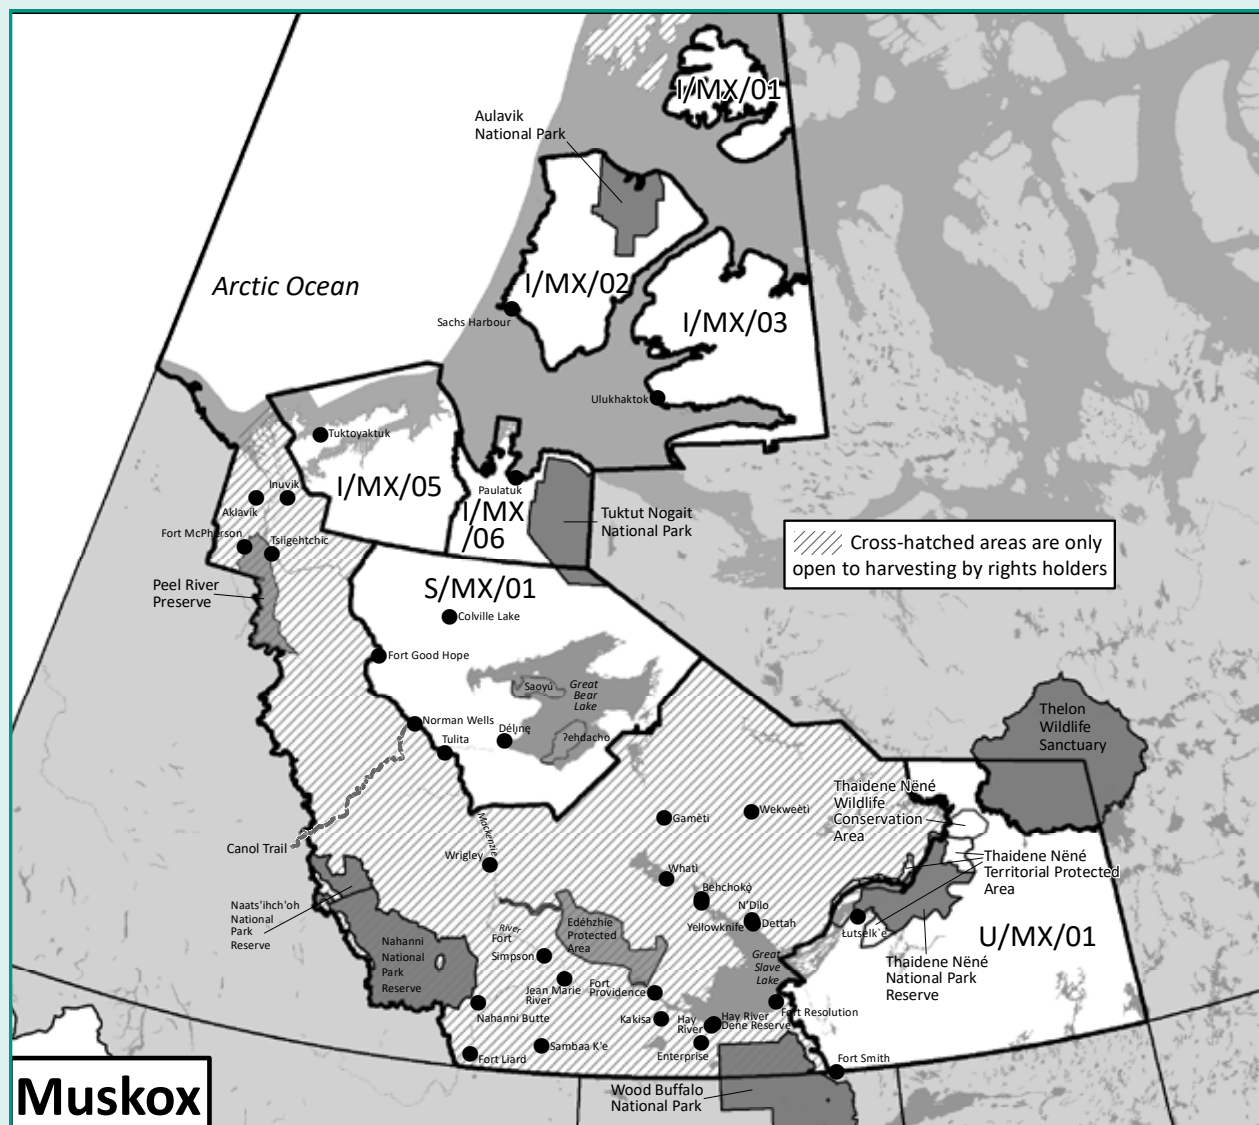 I/MX/01
Aulavik
National Park
Arctic Ocean
I/MX/02
Sachs Harbour
I/MX/03
Ulukhaktok
Tuktoyaktuk
I/MX/05
Inuvik
Aklavik
Paulatuk
I/MX
/06
Tuktut Nogait
National Park
Fort McPherson
Tsiigehtchic
Cross-hatched areas are only
open to harvesting by rights holders
Peel River
Preserve
S/MX/01
Colville Lake
Fort Good Hope
Saoyú
Great
Bear
Lake
Norman Wells
Tulita
Délı̨nę
Ɂehdacho
Thelon
Wildlife
Sanctuary
Canol Trail
Mackenzie
Wrigley
Gamètì
Wekweètì
Thaidene Nëné
Wildlife
Conservation
Area
Whatì
Behchokǫ̀
Thaidene Nëné
Territorial Protected
Area
Naats'ihch'oh
National
Park
Reserve
N'Dilo
Yellowknife
Dettah
Łutselk`e
U/MX/01
River
Edéhzhíe
Protected
Area
Nahanni
National
Park
Reserve
Fort
Simpson
Great
Slave
Lake
Thaidene Nëné
National Park
Reserve
Jean Marie
River
Fort
Providence
Nahanni Butte
Kakisa
Hay
River
Hay River
Dene Reserve
Fort Resolution
Fort Liard
Sambaa K'e
Enterprise
Fort Smith
Wood Buffalo
National Park
Muskox